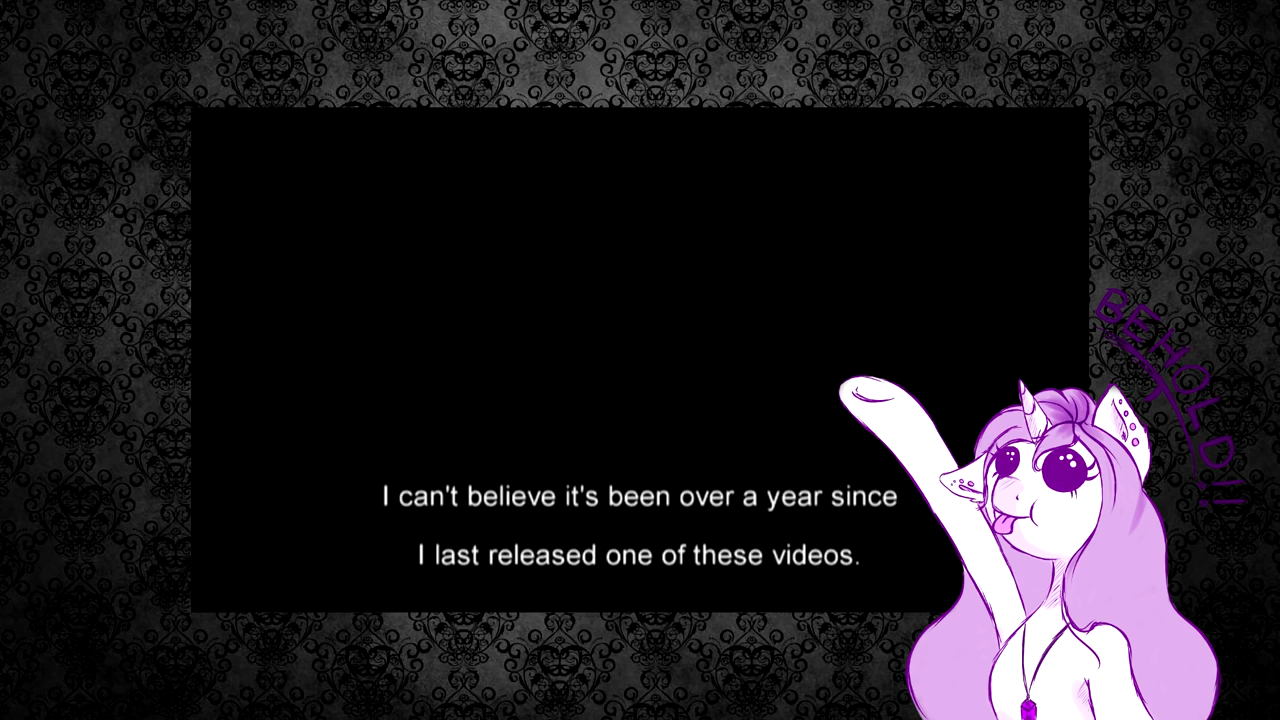 I can't believe it's been over a year since
I last released one of these videos.
BEHOLD!!